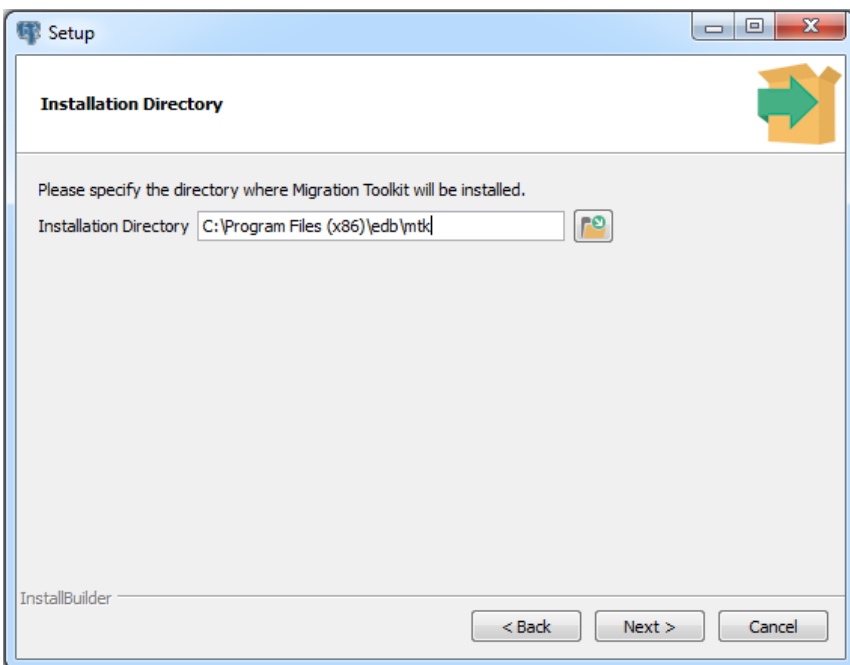 Setup
Installation Directory
Please specify the directory where Migration Toolkit will be installed.
Installation Directory C:\Program Files (x86)\edb\mtk
InstallBuilder
< Back Next > Cancel